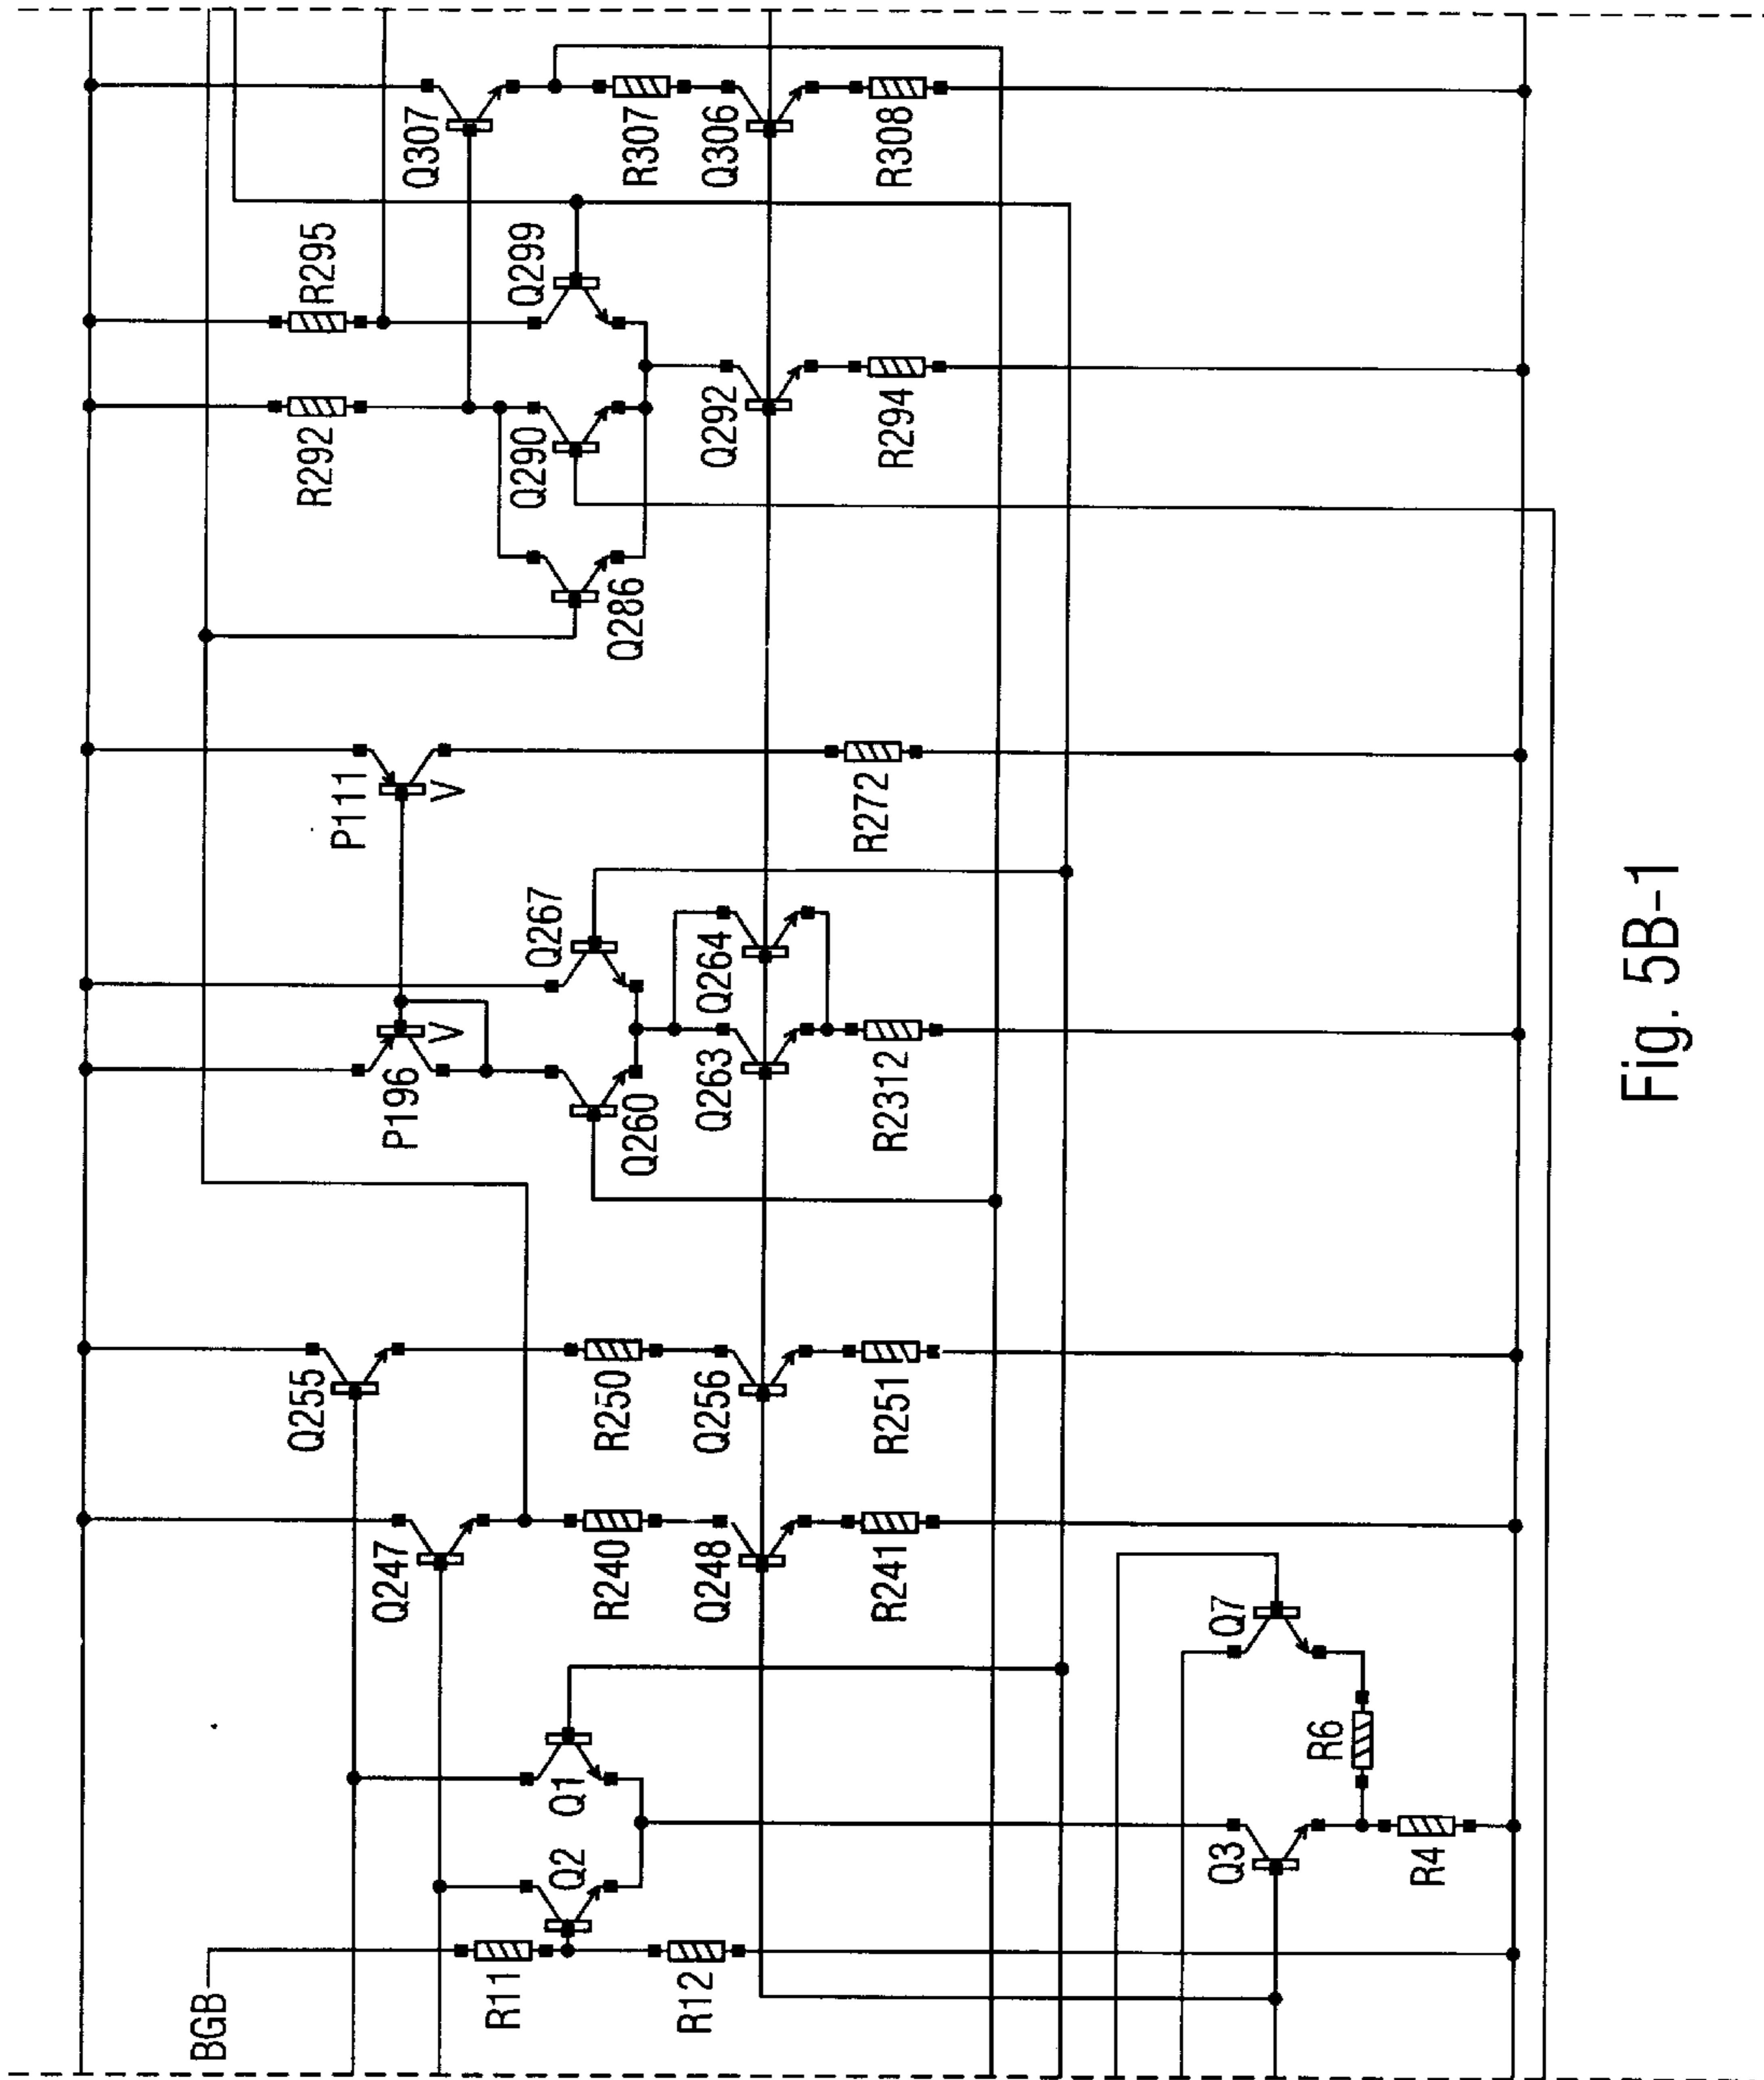 BGB
R11
R12
Q2
Q1
Q3
R4
R6
Q7
Q247
R240
Q248
R241
Q255
R250
Q256
R251
P196
V
Q260
Q267
Q263
Q264
R2312
P111
V
R272
Q286
R292
Q290
R295
Q299
Q292
R294
Q307
R307
Q306
R308
Fig. 5B-1